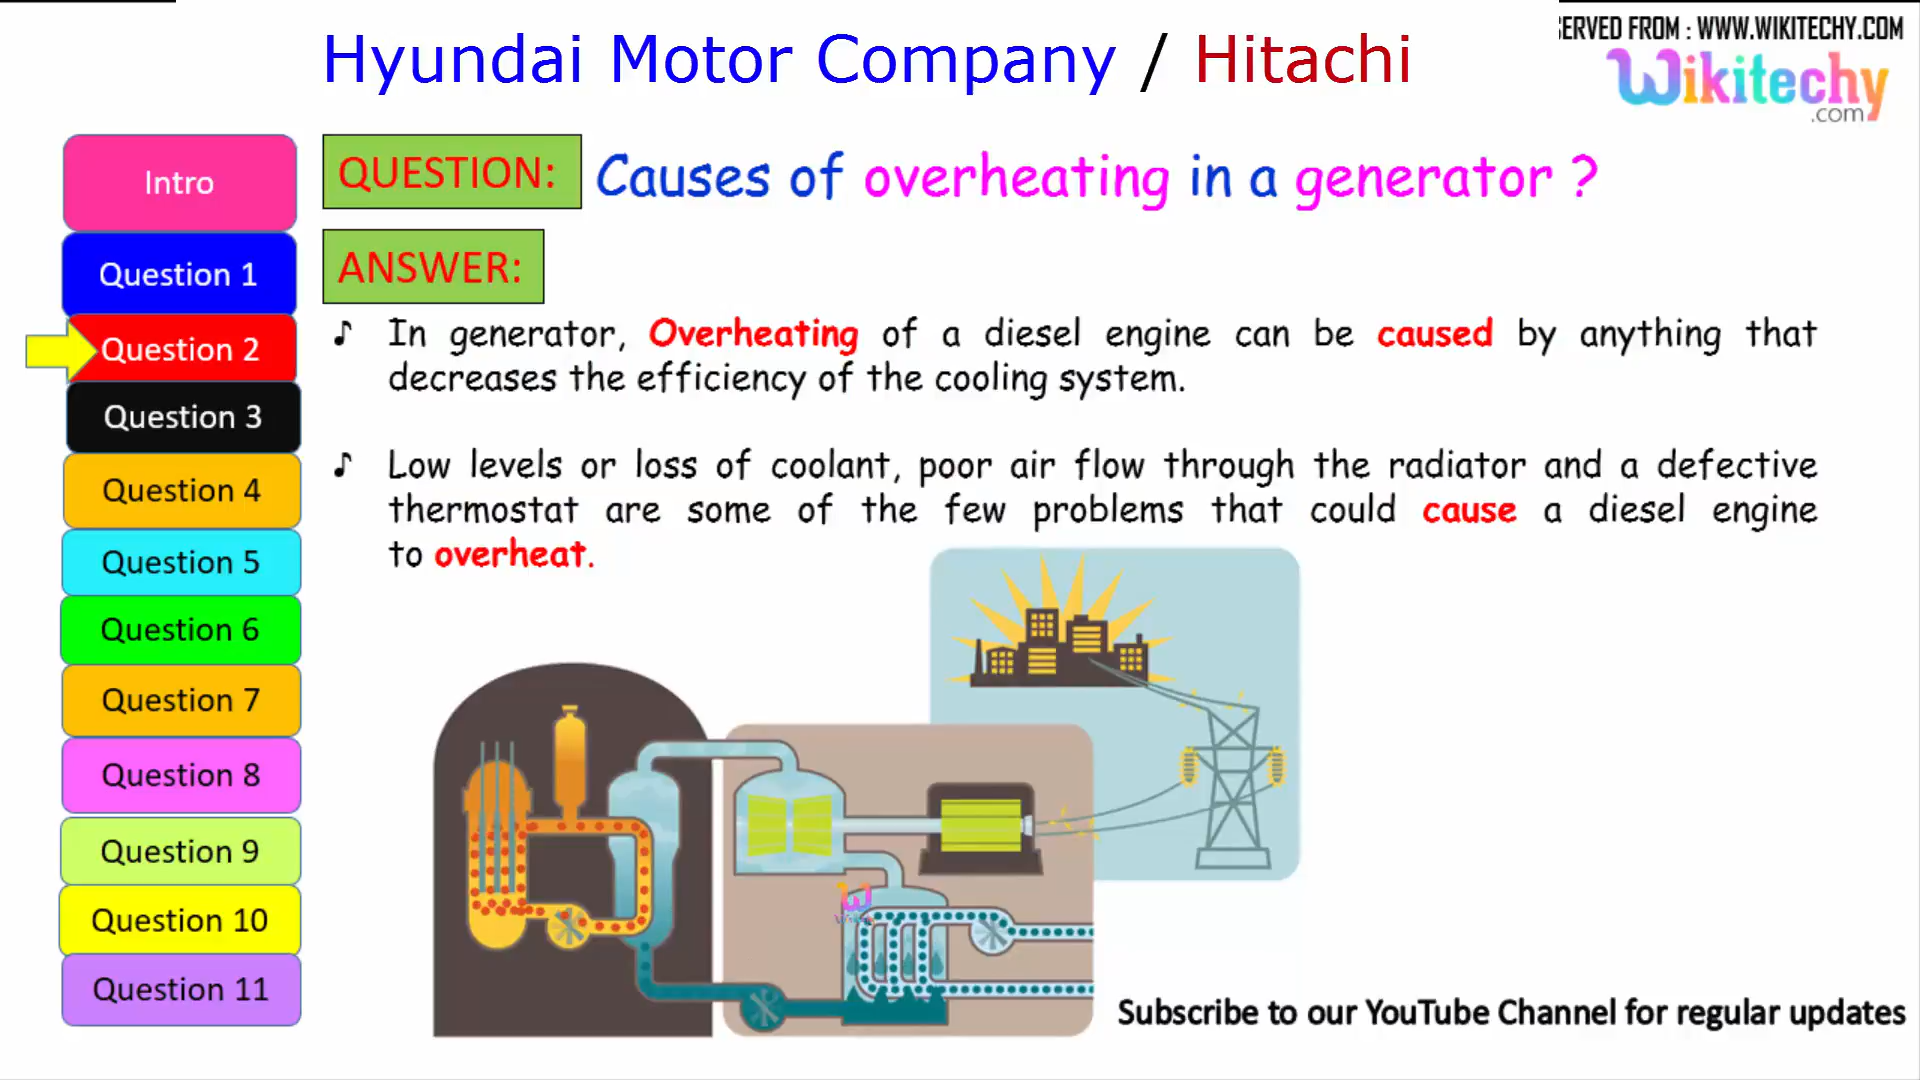 SERVED FROM : WWW.WIKITECHY.COM
Hyundai Motor Company / Hitachi
Wikitechy
.com
Intro
Question 1
Question 2
Question 3
Question 4
Question 5
Question 6
Question 7
Question 8
Question 9
Question 10
Question 11
QUESTION: Causes of overheating in a generator ?
ANSWER:
♪ In generator, Overheating of a diesel engine can be caused by anything that
decreases the efficiency of the cooling system.
♪ Low levels or loss of coolant, poor air flow through the radiator and a defective
thermostat are some of the few problems that could cause a diesel engine
to overheat.
Subscribe to our YouTube Channel for regular updates